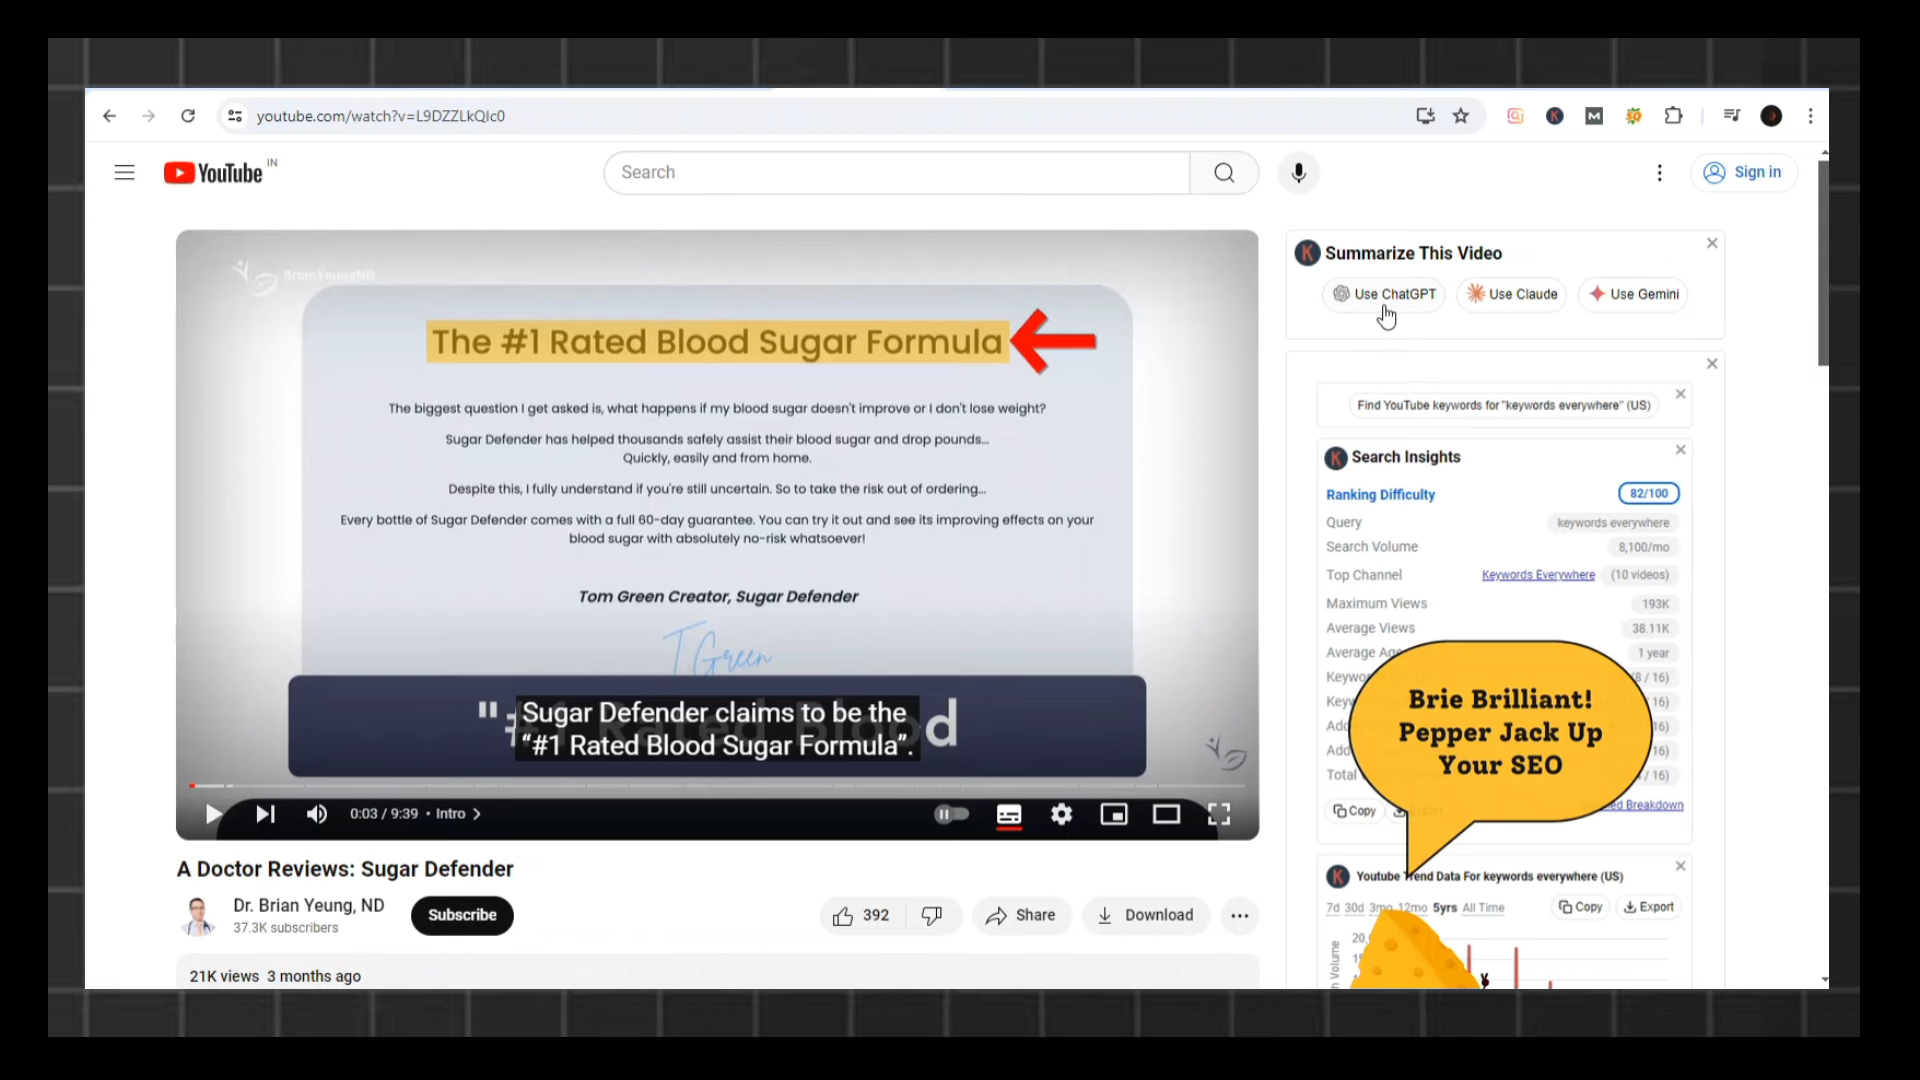 youtube.com/watch?v=L9DZZLkQIc0
YouTube IN
Search
Sign in
BrianYoungND
The #1 Rated Blood Sugar Formula
The biggest question I get asked is, what happens if my blood sugar doesn't improve or I don't lose weight?
Sugar Defender has helped thousands safely assist their blood sugar and drop pounds...
Quickly, easily and from home.
Despite this, I fully understand if you're still uncertain. So to take the risk out of ordering...
Every bottle of Sugar Defender comes with a full 60-day guarantee. You can try it out and see its improving effects on your
blood sugar with absolutely no-risk whatsoever!
Tom Green Creator, Sugar Defender
T Green
"#1 Rated Blood
Sugar Defender claims to be the
“#1 Rated Blood Sugar Formula”.
0:03 / 9:39 • Intro
A Doctor Reviews: Sugar Defender
Dr. Brian Yeung, ND
37.3K subscribers
Subscribe
392
Share
Download
21K views 3 months ago
K Summarize This Video
Use ChatGPT
Use Claude
Use Gemini
Find YouTube keywords for "keywords everywhere" (US)
K Search Insights
Ranking Difficulty 82/100
Query keywords everywhere
Search Volume 8,100/mo
Top Channel Keywords Everywhere (10 videos)
Maximum Views 193K
Average Views 38.11K
Average Age 1 year
Brie Brilliant!
Pepper Jack Up
Your SEO
Total
Copy
Breakdown
K Youtube Trend Data For keywords everywhere (US)
7d 30d 3mo 12mo 5yrs All Time
Copy
Export